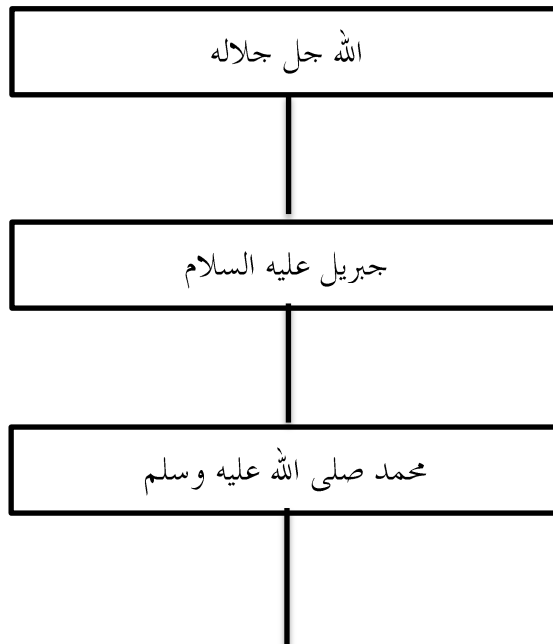 الله جل جلاله
جبريل عليه السلام
محمد صلى الله عليه وسلم